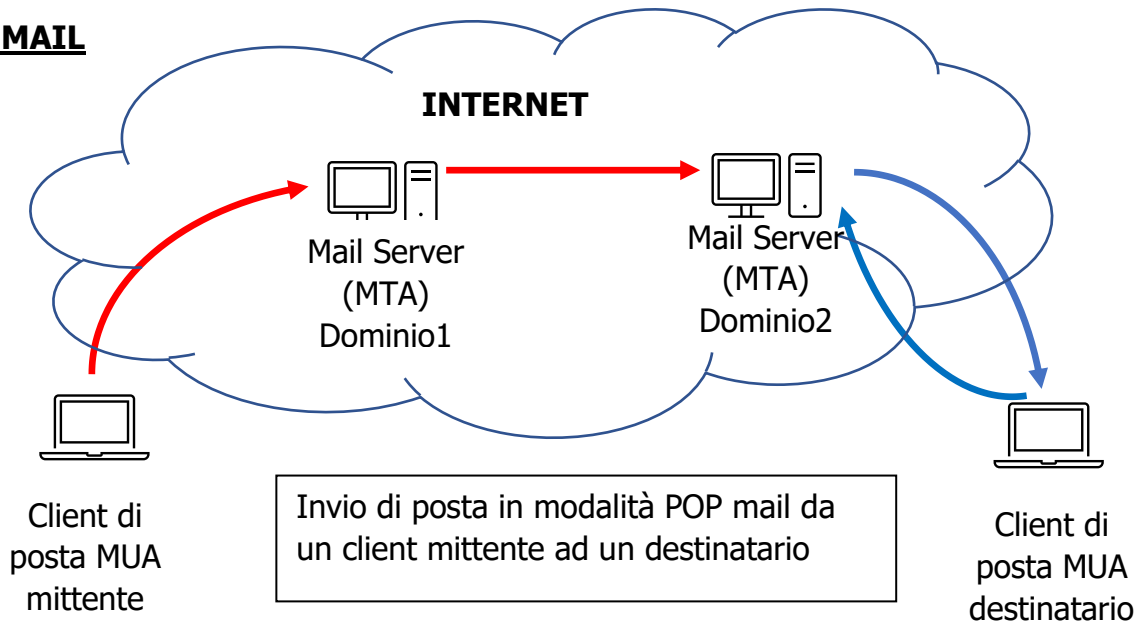 MAIL
INTERNET
Mail Server
(MTA)
Dominio1
Mail Server
(MTA)
Dominio2
Client di
posta MUA
mittente
Invio di posta in modalità POP mail da
un client mittente ad un destinatario
Client di
posta MUA
destinatario